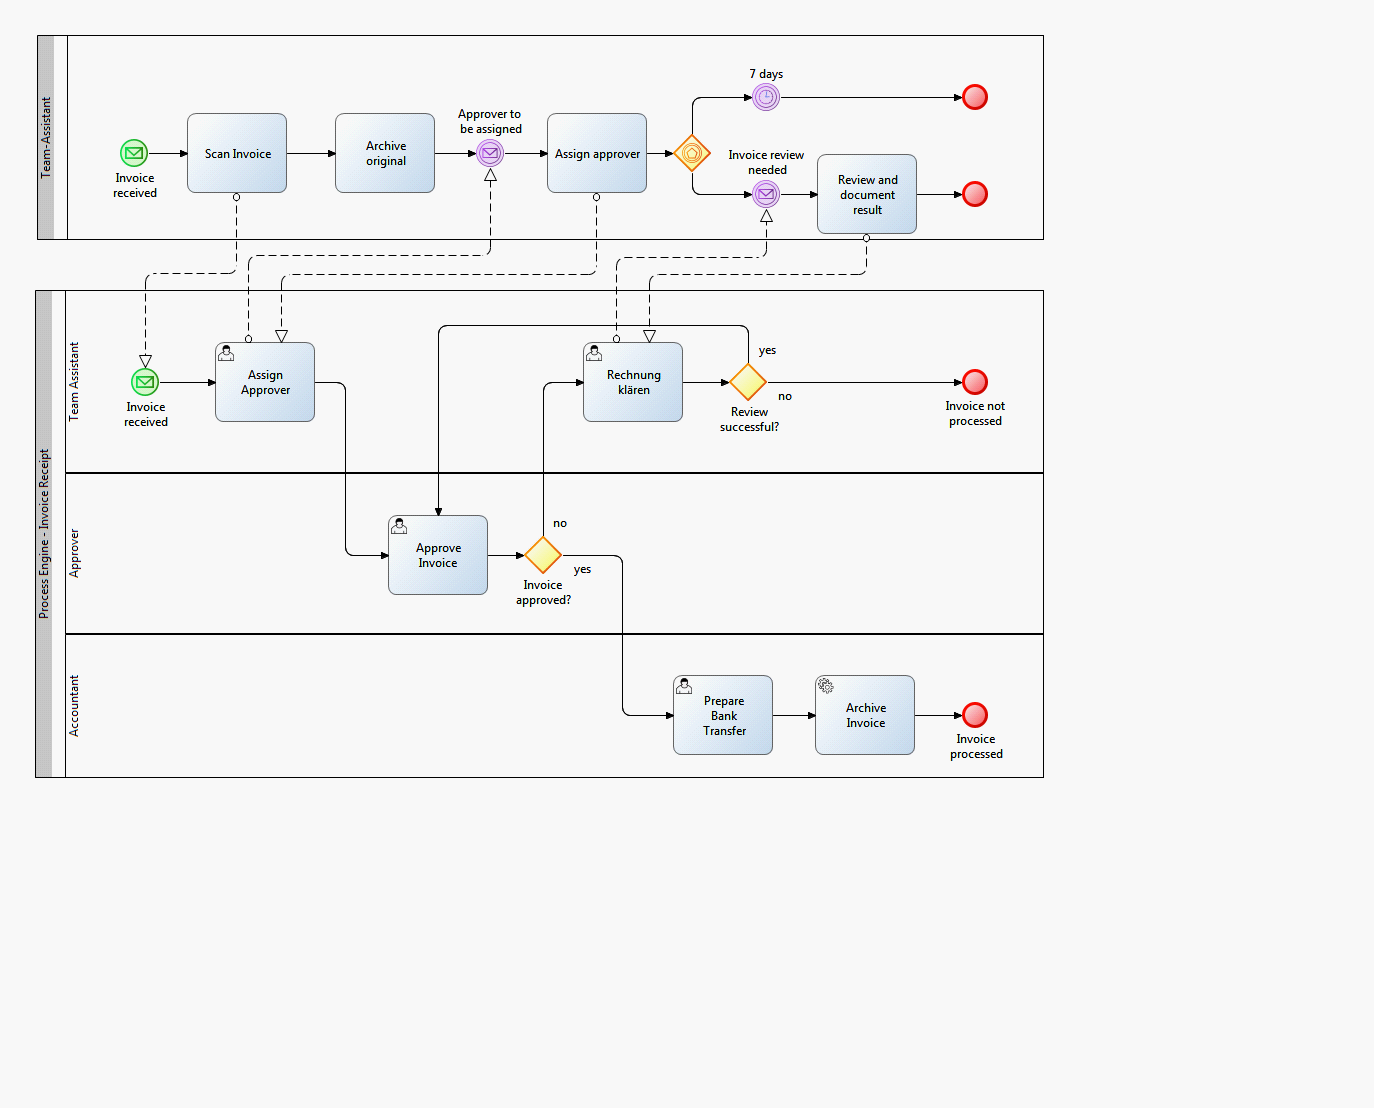 Team-Assistant
7 days
Approver to
be assigned
Scan Invoice
Archive
original
Assign approver
Invoice
received
Invoice review
needed
Review and
document
result
Process Engine - Invoice Receipt
Team Assistant
Assign
Approver
Invoice
received
Rechnung
klären
yes
no
Review
successful?
Invoice not
processed
Approver
Approve
Invoice
no
yes
Invoice
approved?
Accountant
Prepare
Bank
Transfer
Archive
Invoice
Invoice
processed